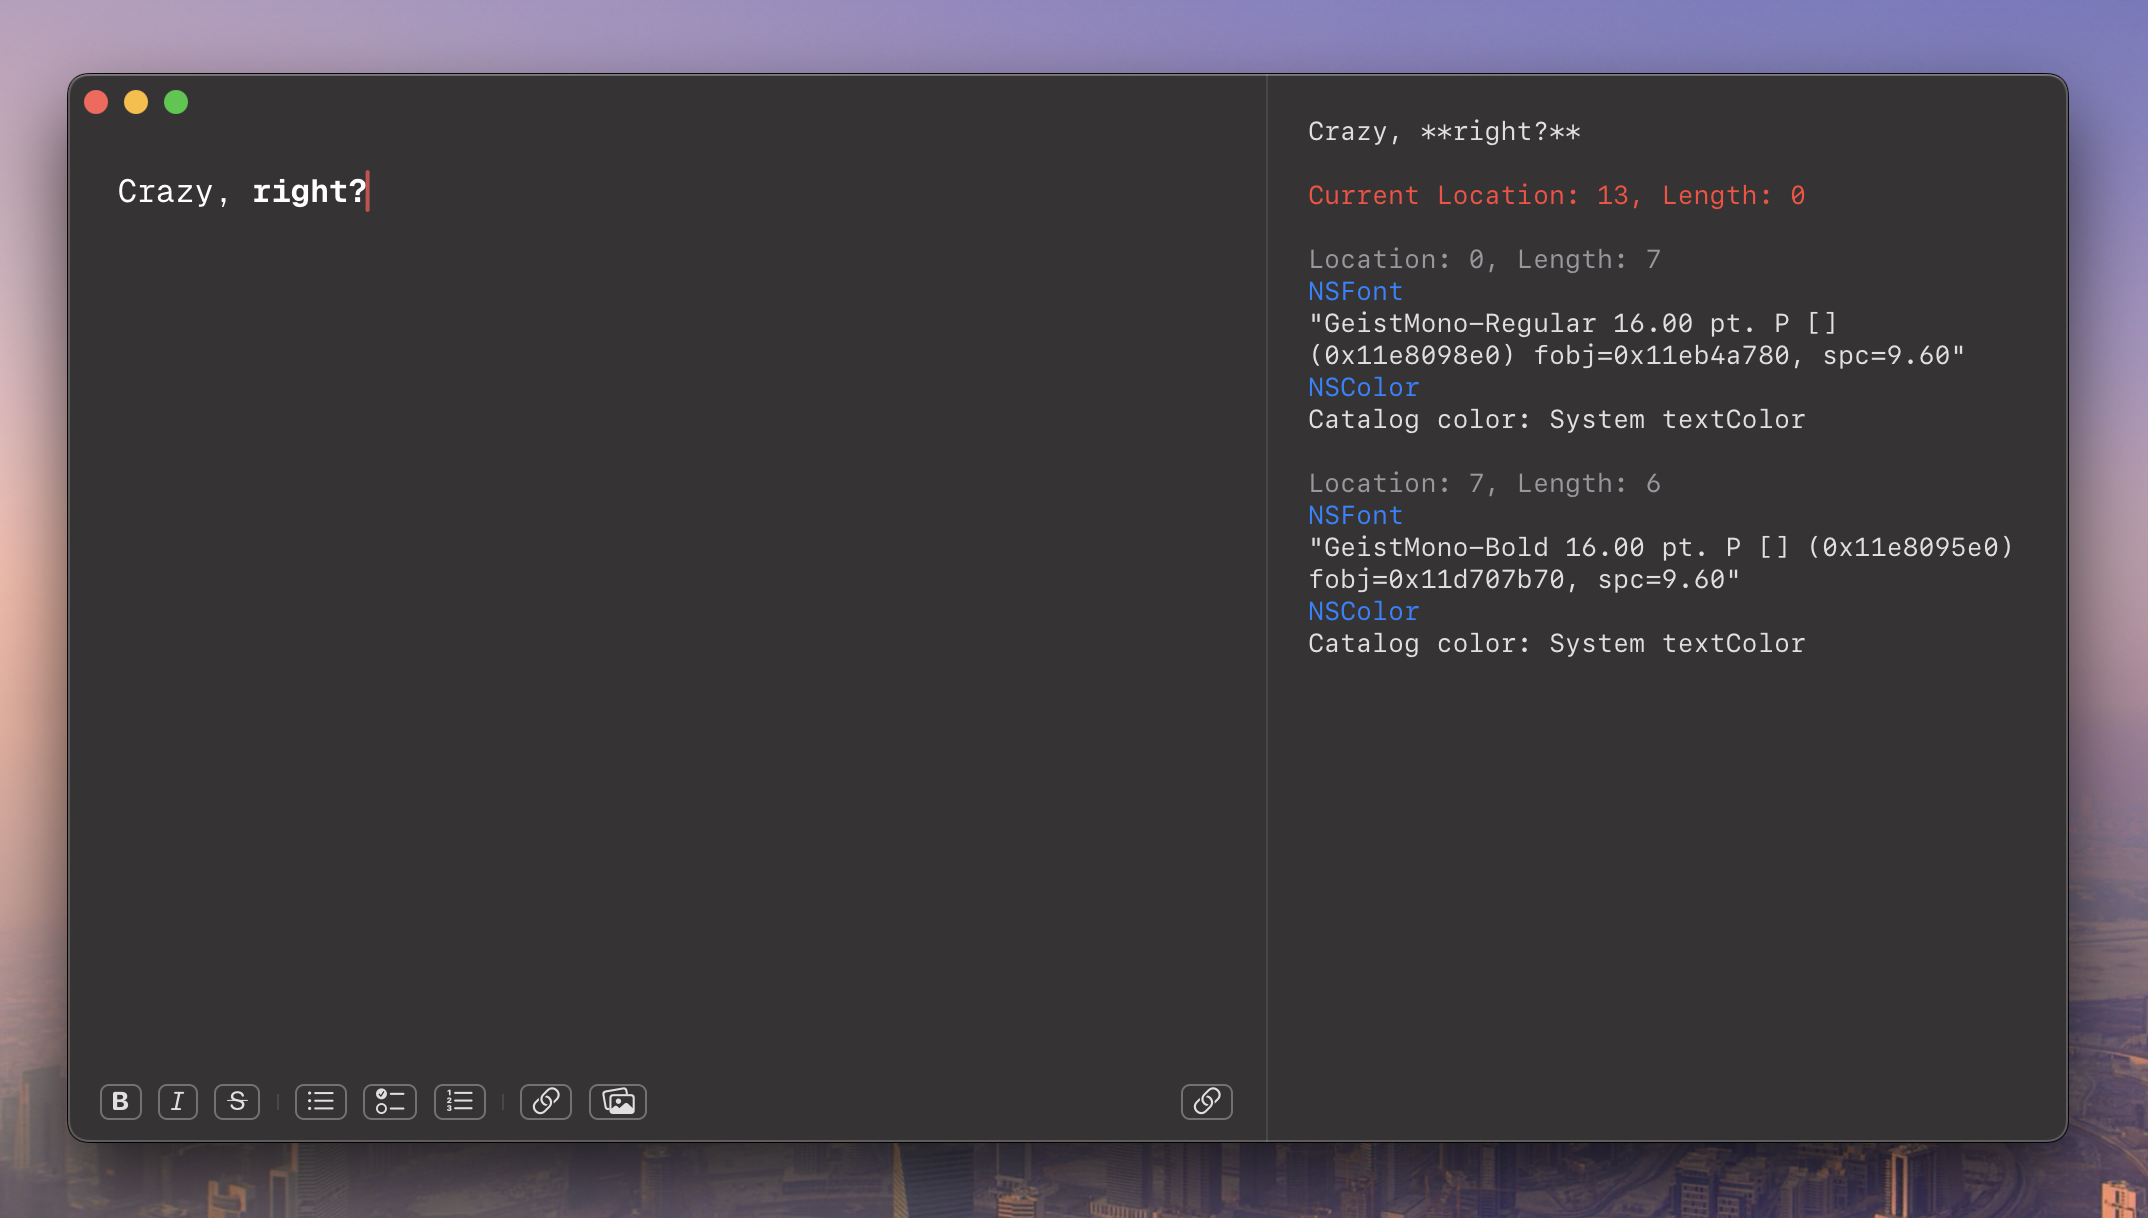 Crazy, right?
Crazy, **right?**
Current Location: 13, Length: 0
Location: 0, Length: 7
NSFont
"GeistMono-Regular 16.00 pt. P []
(0x11e8098e0) fobj=0x11eb4a780, spc=9.60"
NSColor
Catalog color: System textColor
Location: 7, Length: 6
NSFont
"GeistMono-Bold 16.00 pt. P [] (0x11e8095e0)
fobj=0x11d707b70, spc=9.60"
NSColor
Catalog color: System textColor
B I S